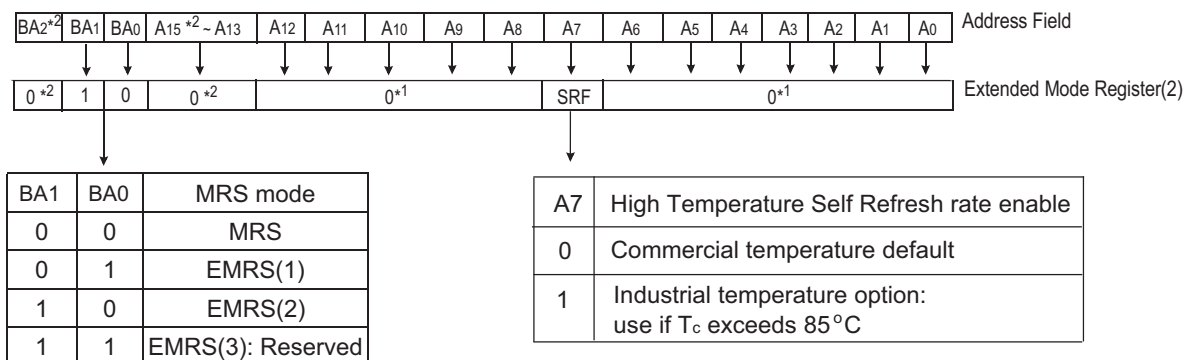 BA2*2 BA1 BA0 A15 *2 ~ A13 A12 A11 A10 A9 A8 A7 A6 A5 A4 A3 A2 A1 A0 Address Field
0 *2 1 0 0 *2 0*1 SRF 0*1 Extended Mode Register(2)
BA1 BA0 MRS mode
0 0 MRS
0 1 EMRS(1)
1 0 EMRS(2)
1 1 EMRS(3): Reserved
A7 High Temperature Self Refresh rate enable
0 Commercial temperature default
1 Industrial temperature option:
use if Tc exceeds 85°C